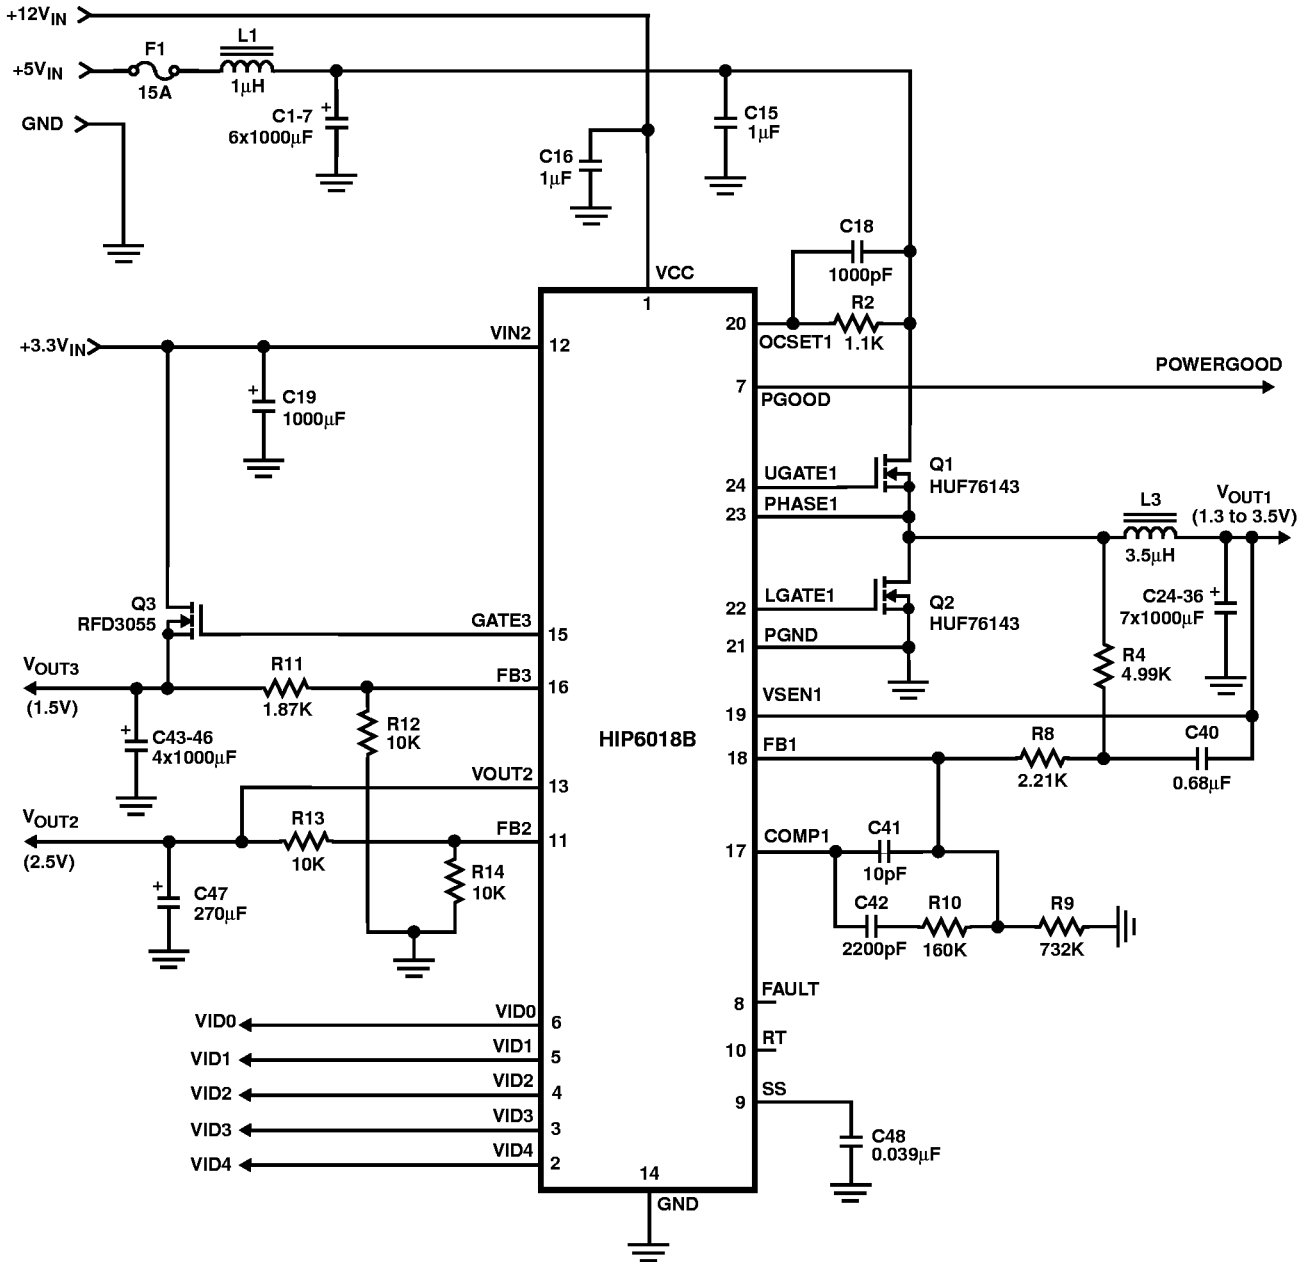 +12VIN
F1
L1
+5VIN
15A
1µH
GND
C1-7
6x1000µF
C15
1µF
C16
1µF
C18
1000pF
VCC
1
+3.3VIN
VIN2
12
20
OCSET1
R2
1.1K
C19
1000µF
7
PGOOD
POWERGOOD
24
UGATE1
Q1
HUF76143
23
PHASE1
L3
3.5µH
VOUT1
(1.3 to 3.5V)
Q3
RFD3055
GATE3
15
22
LGATE1
Q2
HUF76143
C24-36
7x1000µF
21
PGND
VOUT3
(1.5V)
R11
1.87K
FB3
16
R4
4.99K
C43-46
4x1000µF
R12
10K
HIP6018B
19
VSEN1
18
FB1
R8
2.21K
C40
0.68µF
VOUT2
13
VOUT2
(2.5V)
R13
10K
FB2
11
17
COMP1
C41
10pF
C47
270µF
R14
10K
C42
2200pF
R10
160K
R9
732K
8
FAULT
VID0
VID0
6
10
RT
VID1
VID1
5
VID2
VID2
4
9
SS
VID3
VID3
3
C48
0.039µF
VID4
VID4
2
14
GND